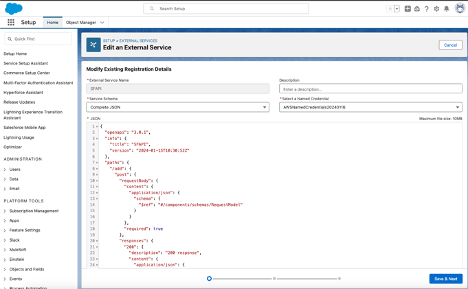 Search Setup
Setup
Home
Object Manager
Quick Find
Setup Home
Service Setup Assistant
Commerce Setup Center
Multi-Factor Authentication Assistant
Hyperforce Assistant
Release Updates
Lightning Experience Transition
Assistant
Salesforce Mobile App
Lightning Usage
Optimizer
ADMINISTRATION
Users
Data
Email
PLATFORM TOOLS
Subscription Management
Apps
Feature Settings
Slack
MuleSoft
Einstein
Objects and Fields
Events
Process Automation
SETUP > EXTERNAL SERVICES
Edit an External Service
Cancel
Modify Existing Registration Details
* External Service Name
Description
SFAPI
Enter a description...
* Service Schema
* Select a Named Credential
Complete JSON
* JSON
Maximum file size: 10MB
1 {
2 "openapi": "3.0.1",
3 "info": {
4 "title": "SFAPI",
5 "version": "2024-01-15T18:30:52Z"
6 },
7 "paths": {
8 "/add": {
9 "post": {
10 "requestBody": {
11 "content": {
12 "application/json": {
13 "schema": {
14 "$ref": "#/components/schemas/RequestModel"
15 }
16 }
17 },
18 "required": true
19 },
20 "responses": {
21 "200": {
22 "description": "200 response",
23 "content": {
24 "application/json": {
Save & Next